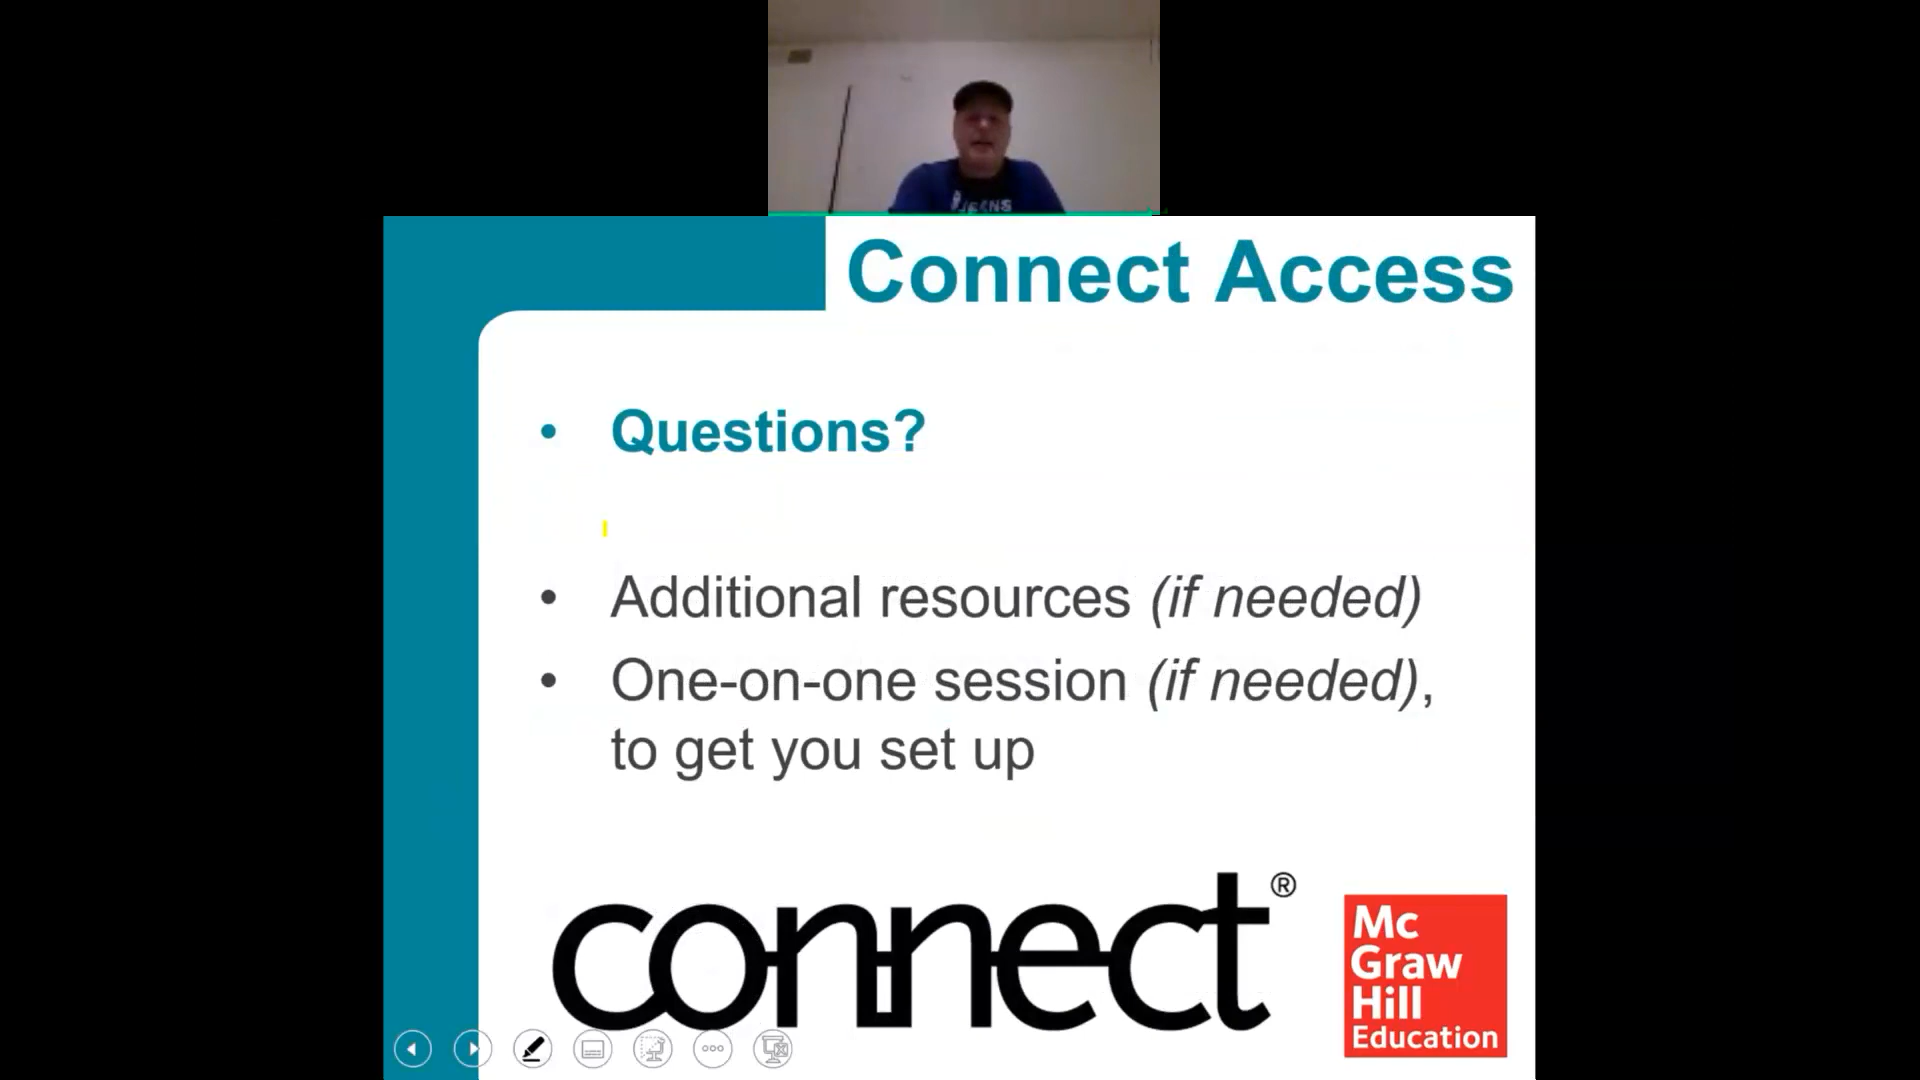 Connect Access
• Questions?
• Additional resources (if needed)
• One-on-one session (if needed),
to get you set up
connect®
Mc
Graw
Hill
Education